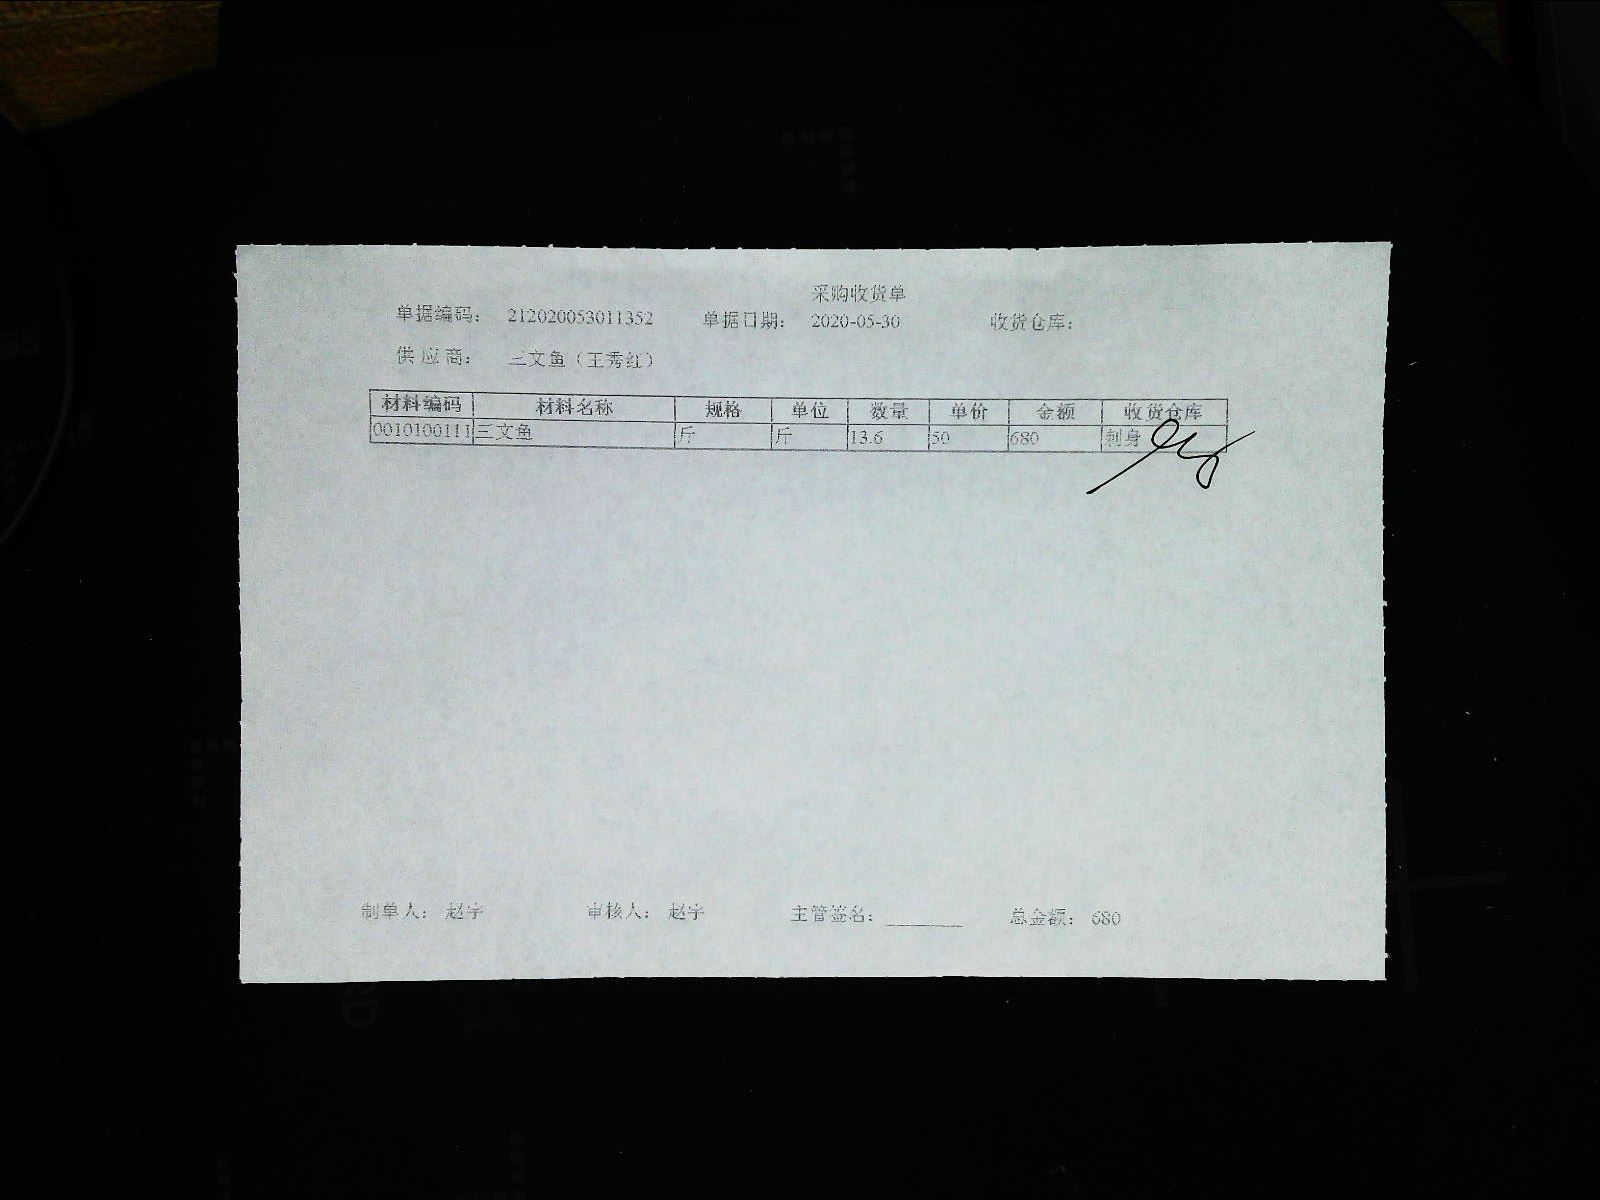 采购收货单
单据编码： 212020053011352 单据日期： 2020-05-30 收货仓库：
供应商： 三文鱼（王秀红）
材料编码 材料名称 规格 单位 数量 单价 金额 收货仓库
0010100111 三文鱼 斤 斤 13.6 50 680 刺身
制单人： 赵宇 审核人： 赵宇 主管签名： 总金额： 680